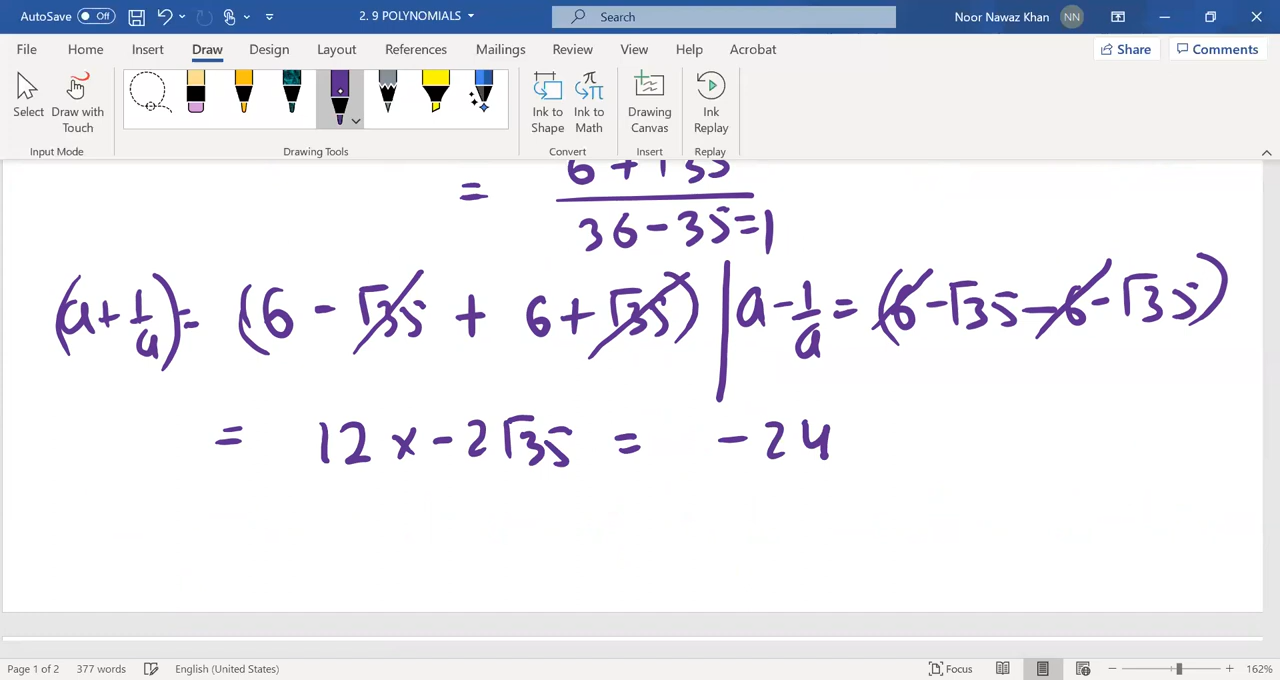 AutoSave Off 2. 9 POLYNOMIALS Search Noor Nawaz Khan NN
File Home Insert Draw Design Layout References Mailings Review View Help Acrobat Share Comments
Select Draw with Touch Ink to Shape Ink to Math Drawing Canvas Ink Replay
Input Mode Drawing Tools Convert Insert Replay
= (6 + √35)/(36 - 35 = 1)
(a + 1/a) = (6 - √35 + 6 + √35) | a - 1/a = (6 - √35 - 6 - √35)
= 12 × -2√35 = -24
Page 1 of 2 377 words English (United States) Focus 162%